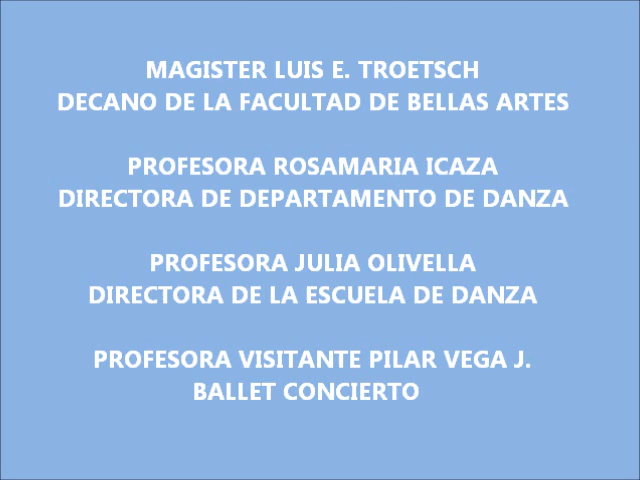 MAGISTER LUIS E. TROETSCH
DECANO DE LA FACULTAD DE BELLAS ARTES
PROFESORA ROSAMARIA ICAZA
DIRECTORA DE DEPARTAMENTO DE DANZA
PROFESORA JULIA OLIVELLA
DIRECTORA DE LA ESCUELA DE DANZA
PROFESORA VISITANTE PILAR VEGA J.
BALLET CONCIERTO